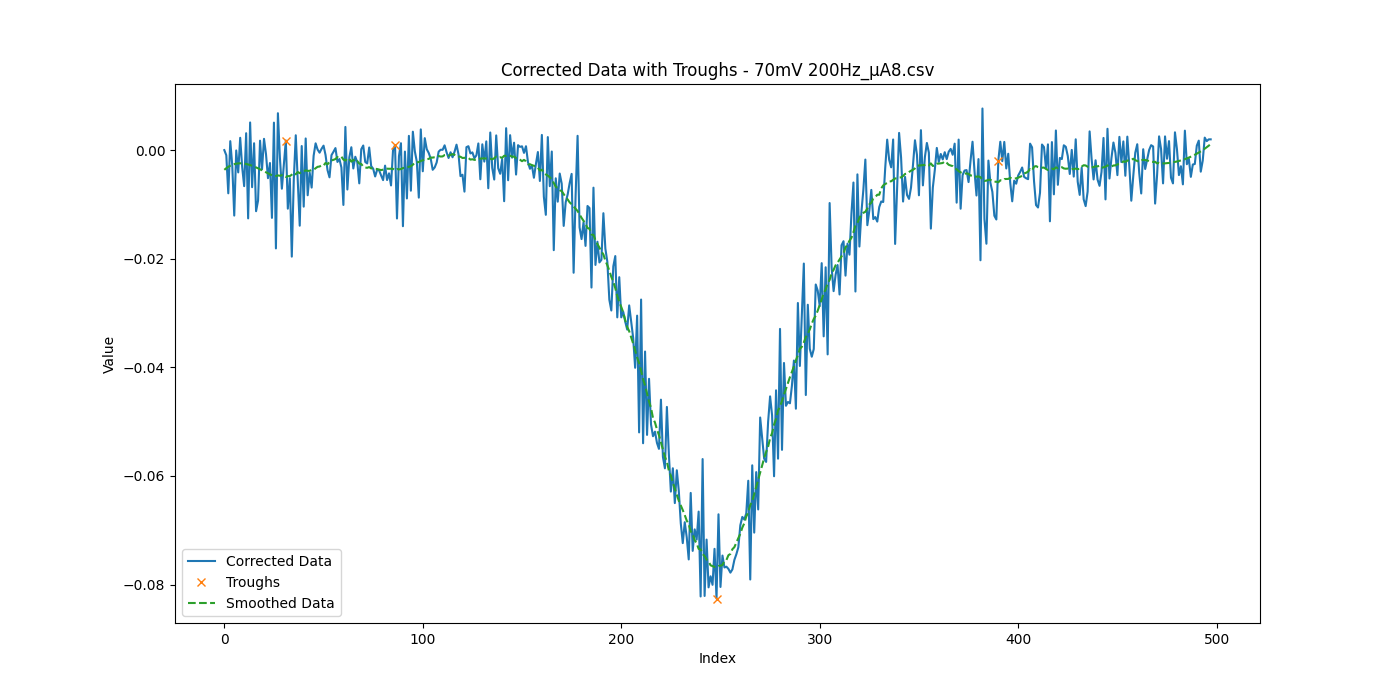 Corrected Data with Troughs - 70mV 200Hz_µA8.csv
0.00
−0.02
−0.04
−0.06
−0.08
Value
Corrected Data
Troughs
Smoothed Data
0
100
200
300
400
500
Index